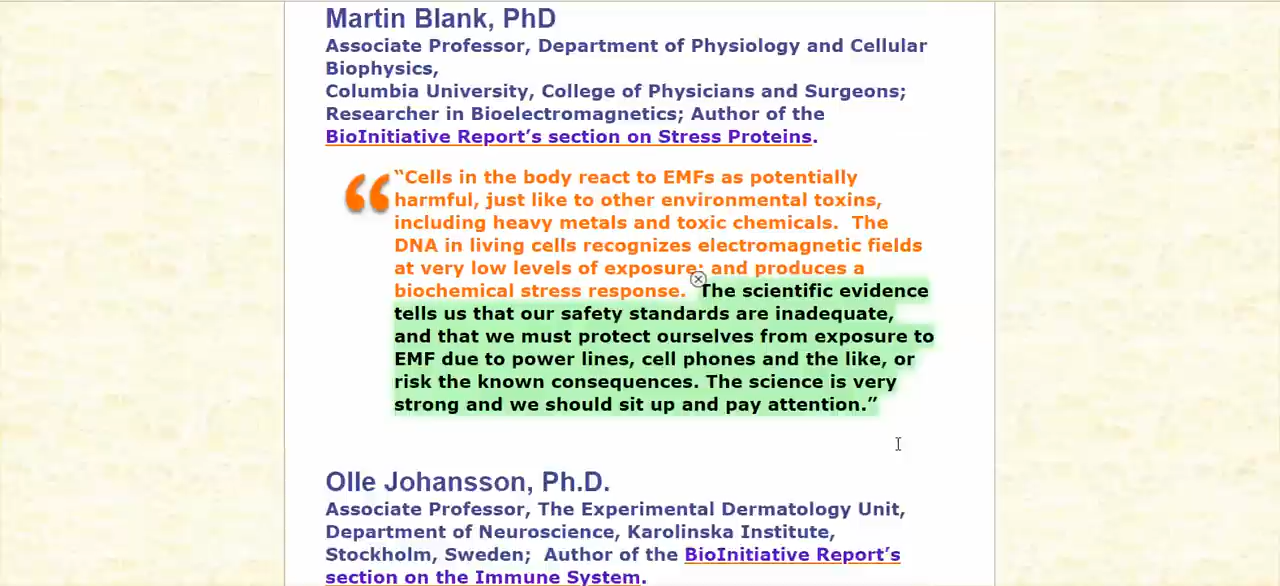 Martin Blank, PhD
Associate Professor, Department of Physiology and Cellular
Biophysics,
Columbia University, College of Physicians and Surgeons;
Researcher in Bioelectromagnetics; Author of the
BioInitiative Report’s section on Stress Proteins.
“Cells in the body react to EMFs as potentially
harmful, just like to other environmental toxins,
including heavy metals and toxic chemicals.  The
DNA in living cells recognizes electromagnetic fields
at very low levels of exposure; and produces a
biochemical stress response.  The scientific evidence
tells us that our safety standards are inadequate,
and that we must protect ourselves from exposure to
EMF due to power lines, cell phones and the like, or
risk the known consequences. The science is very
strong and we should sit up and pay attention.”
Olle Johansson, Ph.D.
Associate Professor, The Experimental Dermatology Unit,
Department of Neuroscience, Karolinska Institute,
Stockholm, Sweden;  Author of the BioInitiative Report’s
section on the Immune System.